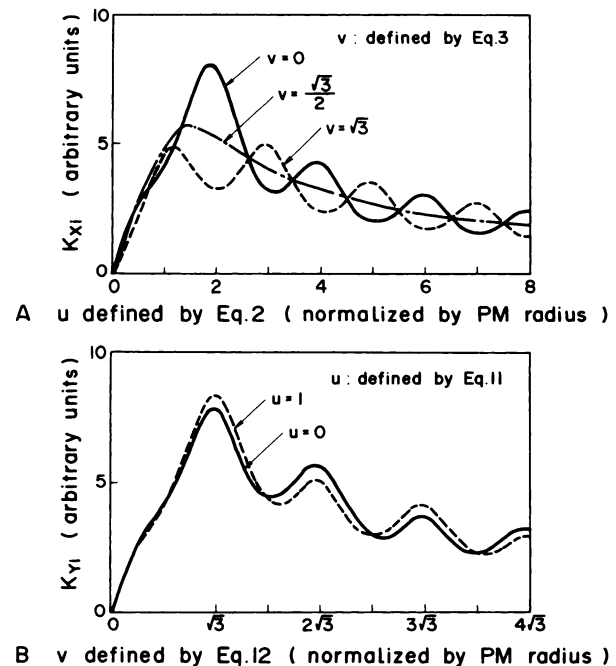 10
v : defined by Eq.3
v = 0
v = √3/2
v = √3
5
K_Xi (arbitrary units)
0
0 2 4 6 8
A u defined by Eq.2 ( normalized by PM radius )
10
u : defined by Eq.11
u = 1
u = 0
5
K_Yi (arbitrary units)
0
0 √3 2√3 3√3 4√3
B v defined by Eq.12 ( normalized by PM radius )